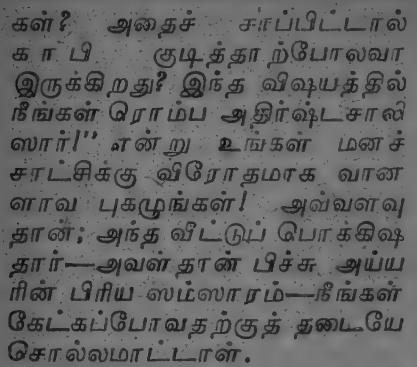 கள்? அதைச் சாப்பிட்டால்
காபி குடித்தாற்போலவா
இருக்கிறது? இந்த விஷயத்தில்
நீங்கள் ரொம்ப அதிர்ஷ்டசாலி
ஸார்!'' என்று உங்கள் மனச்
சாட்சிக்கு விரோதமாக வான
ளாவ புகழுங்கள்! அவ்வளவு
தான்; அந்த வீட்டுப் பொக்கிஷ
தார்—அவள்தான் பிச்சு அய்ய
ரின் பிரிய ஸம்ஸாரம்—நீங்கள்
கேட்கப்போவதற்குத் தடையே
சொல்லமாட்டாள்.